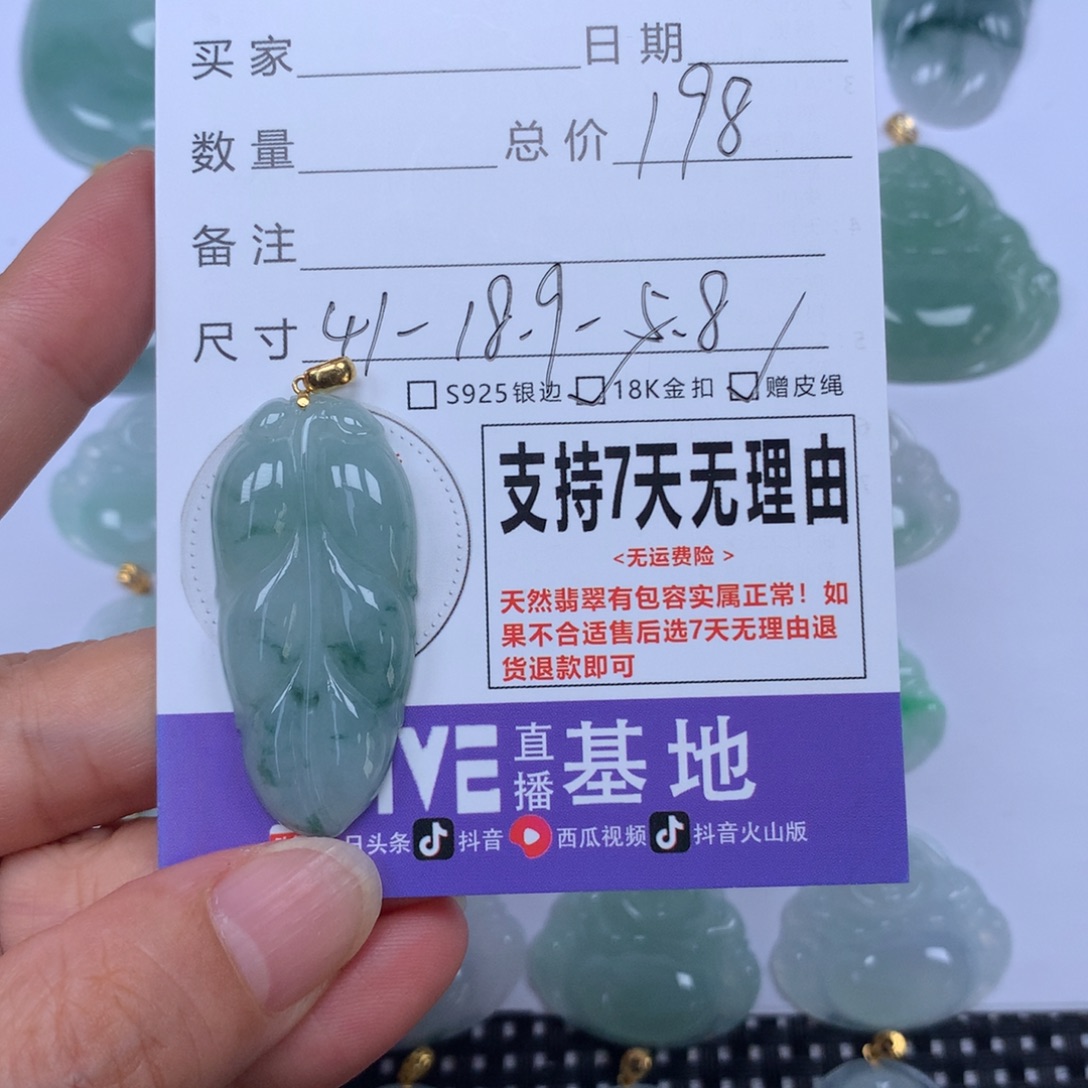 买家 日期
数量 总价 198
备注
尺寸 41-18.9-5.8
S925银边 18K金扣 赠皮绳
支持7天无理由
<无运费险>
天然翡翠有包容实属正常！如
果不合适售后选7天无理由退
货退款即可
IVE 直播 基地
日头条 抖音 西瓜视频 抖音火山版